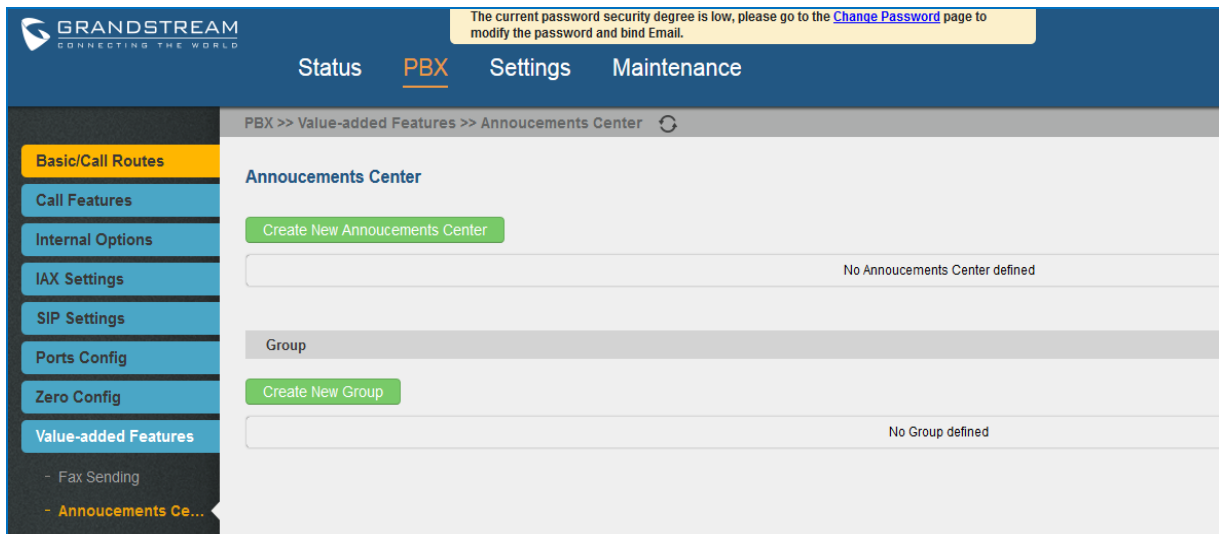 GRANDSTREAM
CONNECTING THE WORLD
The current password security degree is low, please go to the Change Password page to
modify the password and bind Email.
Status PBX Settings Maintenance
PBX >> Value-added Features >> Annoucements Center
Basic/Call Routes
Call Features
Internal Options
IAX Settings
SIP Settings
Ports Config
Zero Config
Value-added Features
- Fax Sending
- Annoucements Ce...
Annoucements Center
Create New Annoucements Center
No Annoucements Center defined
Group
Create New Group
No Group defined